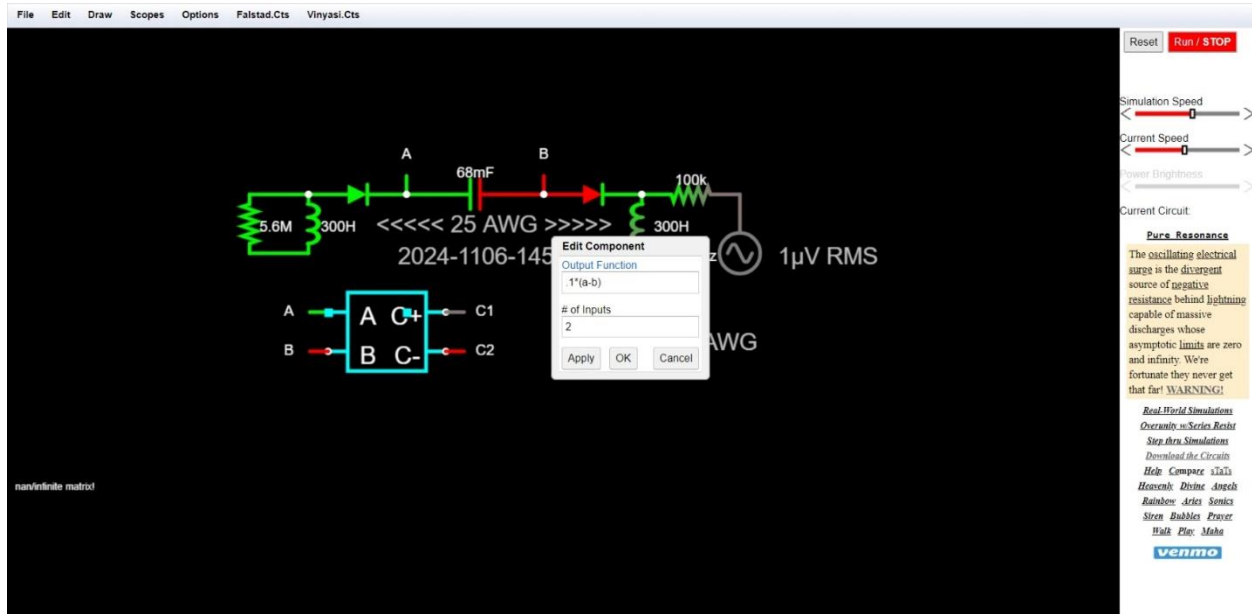 File Edit Draw Scopes Options Falstad.Cts Vinyasi.Cts
Reset Run / STOP
Simulation Speed
Current Speed
Power Brightness
Current Circuit:
Pure Resonance
The oscillating electrical
surge is the divergent
source of negative
resistance behind lightning
capable of massive
discharges whose
asymptotic limits are zero
and infinity. We're
fortunate they never get
that far! WARNING!
Real-World Simulations
Overunity w/Series Resist
Step thru Simulations
Download the Circuits
Help Compare sTaTs
Heavenly Divine Angels
Rainbow Aries Sonics
Siren Bubbles Prayer
Walk Play Maha
venmo
A B
68mF 100k
5.6M 300H <<<<< 25 AWG >>>>> 300H
2024-1106-145 z 1µV RMS
Edit Component
Output Function
.1*(a-b)
# of Inputs
2
Apply OK Cancel
A A C+ C1
B B C- C2
AWG
nan/infinite matrix!